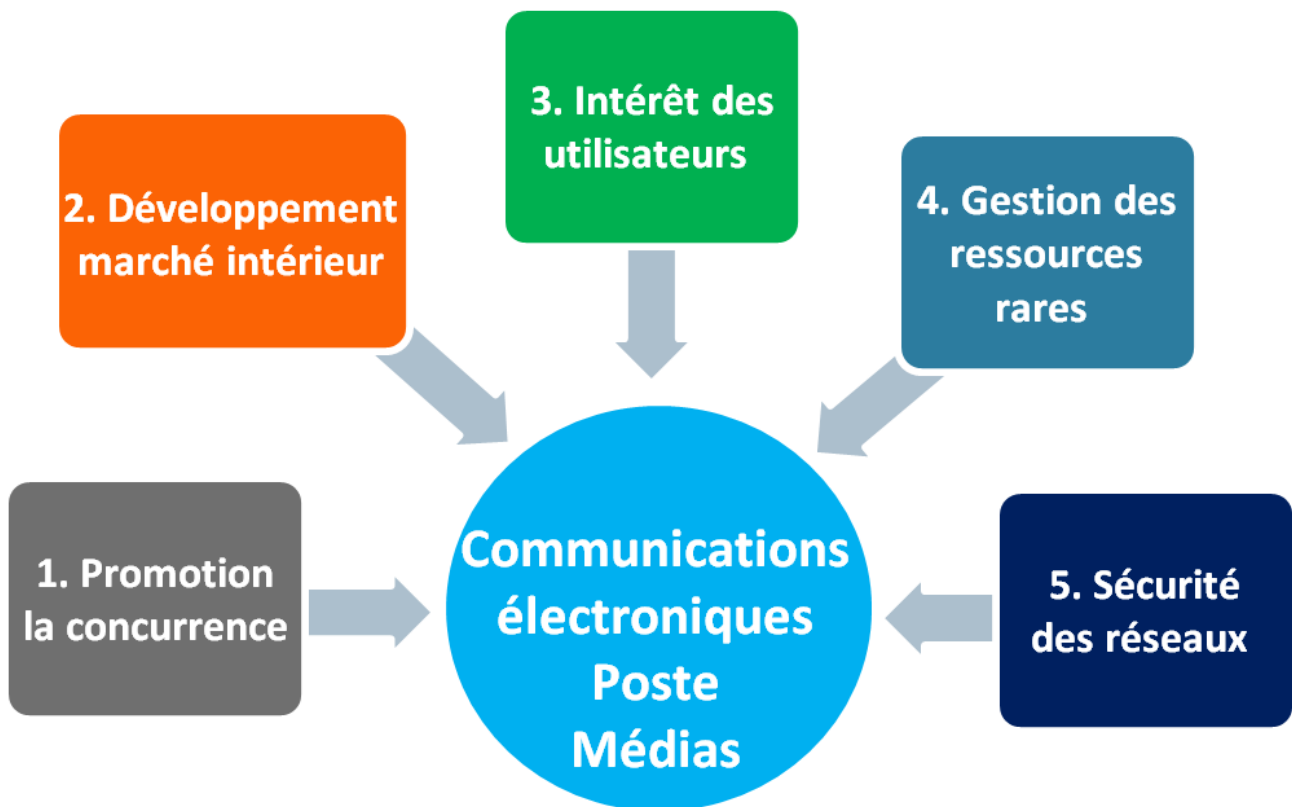 1. Promotion
la concurrence
2. Développement
marché intérieur
3. Intérêt des
utilisateurs
4. Gestion des
ressources
rares
5. Sécurité
des réseaux
Communications
électroniques
Poste
Médias